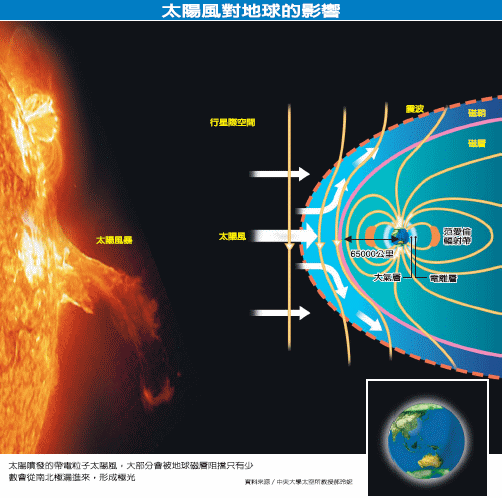 太陽風對地球的影響
行星際空間
震波
磁鞘
磁層
太陽風暴
太陽風
范愛倫
輻射帶
65000公里
大氣層
電離層
太陽噴發的帶電粒子太陽風，大部分會被地球磁層阻擋只有少
數會從南北極漏進來，形成極光
資料來源／中央大學太空所教授郝玲妮